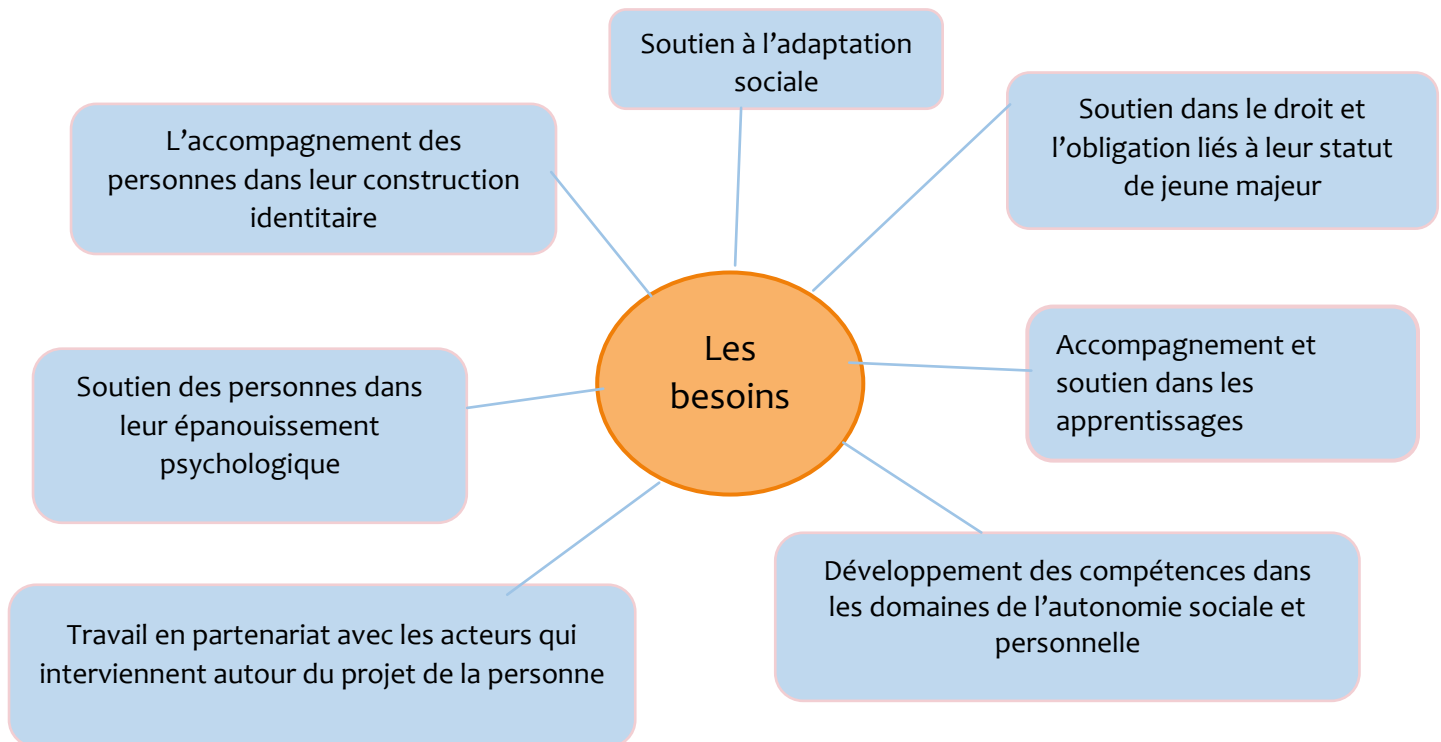 Soutien à l’adaptation
sociale
L’accompagnement des
personnes dans leur construction
identitaire
Soutien dans le droit et
l’obligation liés à leur statut
de jeune majeur
Les
besoins
Accompagnement et
soutien dans les
apprentissages
Soutien des personnes dans
leur épanouissement
psychologique
Développement des compétences dans
les domaines de l’autonomie sociale et
personnelle
Travail en partenariat avec les acteurs qui
interviennent autour du projet de la personne